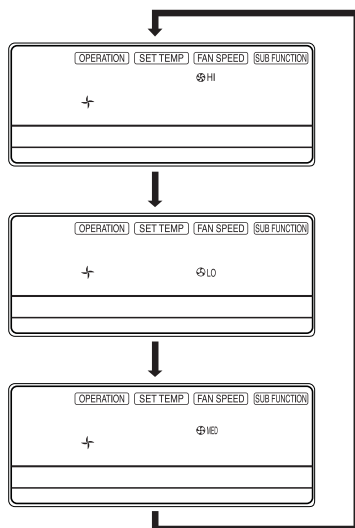 OPERATION SET TEMP FAN SPEED SUB FUNCTION
HI
OPERATION SET TEMP FAN SPEED SUB FUNCTION
LO
OPERATION SET TEMP FAN SPEED SUB FUNCTION
MED